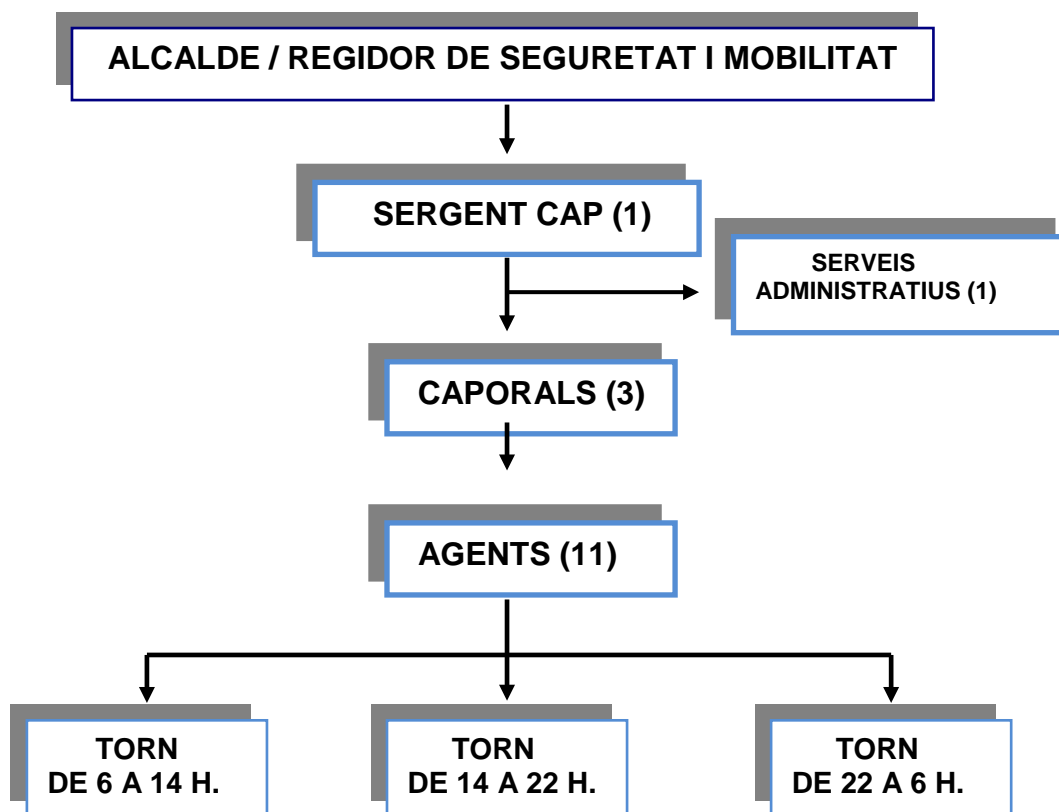 ALCALDE / REGIDOR DE SEGURETAT I MOBILITAT
SERGENT CAP (1)
SERVEIS
ADMINISTRATIUS (1)
CAPORALS (3)
AGENTS (11)
TORN
DE 6 A 14 H.
TORN
DE 14 A 22 H.
TORN
DE 22 A 6 H.